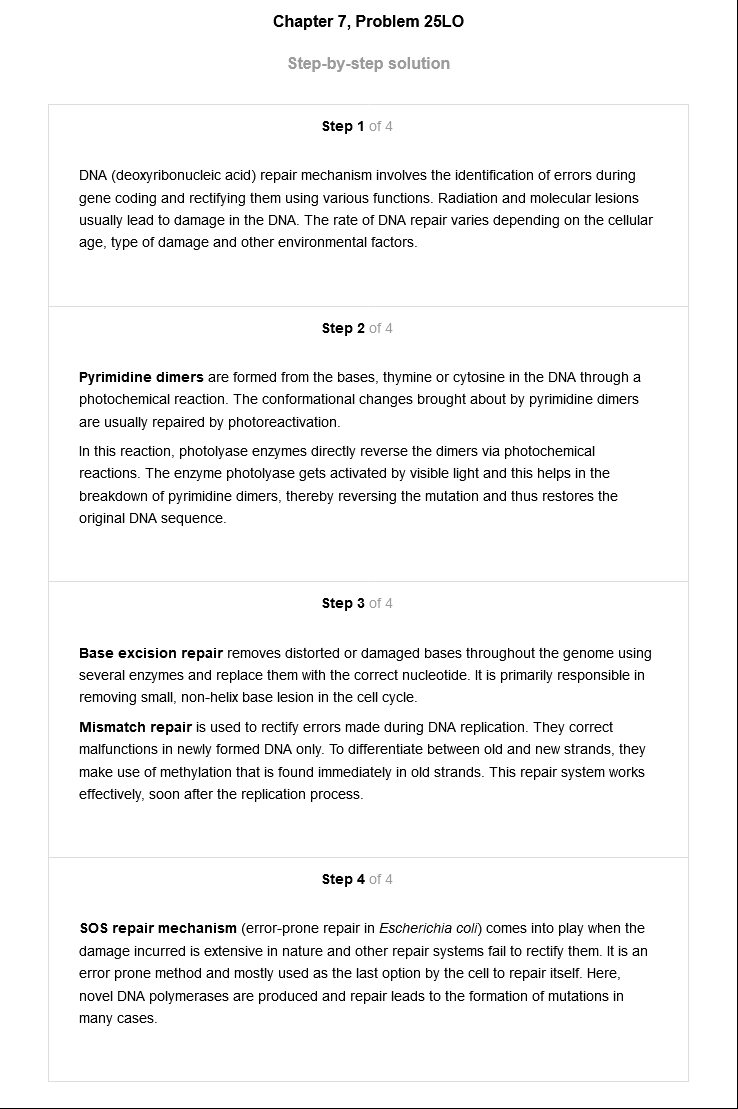 Chapter 7, Problem 25LO
Step-by-step solution
Step 1 of 4
DNA (deoxyribonucleic acid) repair mechanism involves the identification of errors during
gene coding and rectifying them using various functions. Radiation and molecular lesions
usually lead to damage in the DNA. The rate of DNA repair varies depending on the cellular
age, type of damage and other environmental factors.
Step 2 of 4
Pyrimidine dimers are formed from the bases, thymine or cytosine in the DNA through a
photochemical reaction. The conformational changes brought about by pyrimidine dimers
are usually repaired by photoreactivation.
In this reaction, photolyase enzymes directly reverse the dimers via photochemical
reactions. The enzyme photolyase gets activated by visible light and this helps in the
breakdown of pyrimidine dimers, thereby reversing the mutation and thus restores the
original DNA sequence.
Step 3 of 4
Base excision repair removes distorted or damaged bases throughout the genome using
several enzymes and replace them with the correct nucleotide. It is primarily responsible in
removing small, non-helix base lesion in the cell cycle.
Mismatch repair is used to rectify errors made during DNA replication. They correct
malfunctions in newly formed DNA only. To differentiate between old and new strands, they
make use of methylation that is found immediately in old strands. This repair system works
effectively, soon after the replication process.
Step 4 of 4
SOS repair mechanism (error-prone repair in Escherichia coli) comes into play when the
damage incurred is extensive in nature and other repair systems fail to rectify them. It is an
error prone method and mostly used as the last option by the cell to repair itself. Here,
novel DNA polymerases are produced and repair leads to the formation of mutations in
many cases.